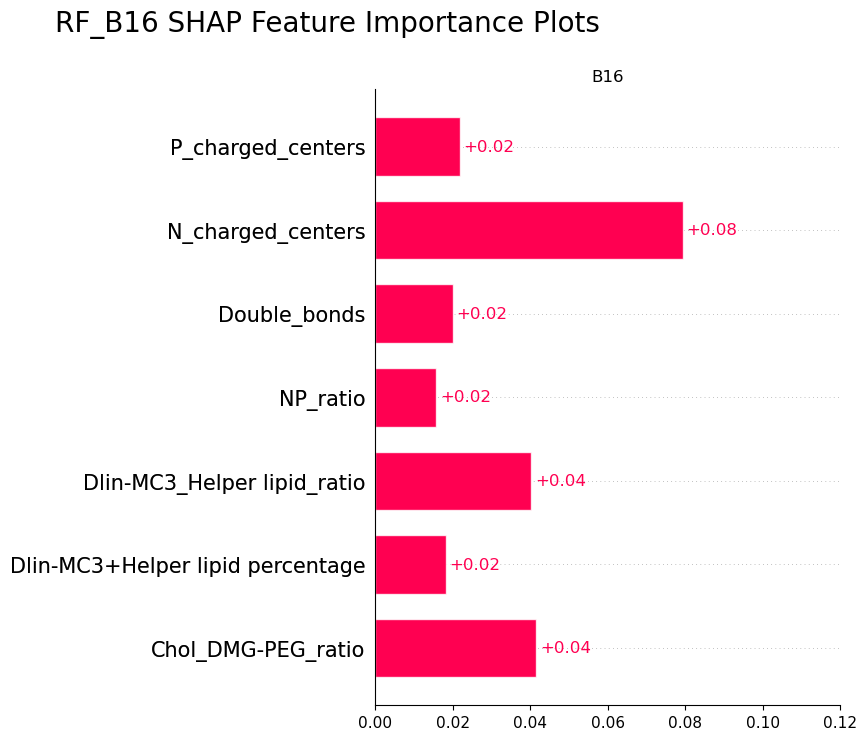 RF_B16 SHAP Feature Importance Plots
B16
P_charged_centers
+0.02
N_charged_centers
+0.08
Double_bonds
+0.02
NP_ratio
+0.02
Dlin-MC3_Helper lipid_ratio
+0.04
Dlin-MC3+Helper lipid percentage
+0.02
Chol_DMG-PEG_ratio
+0.04
0.00 0.02 0.04 0.06 0.08 0.10 0.12